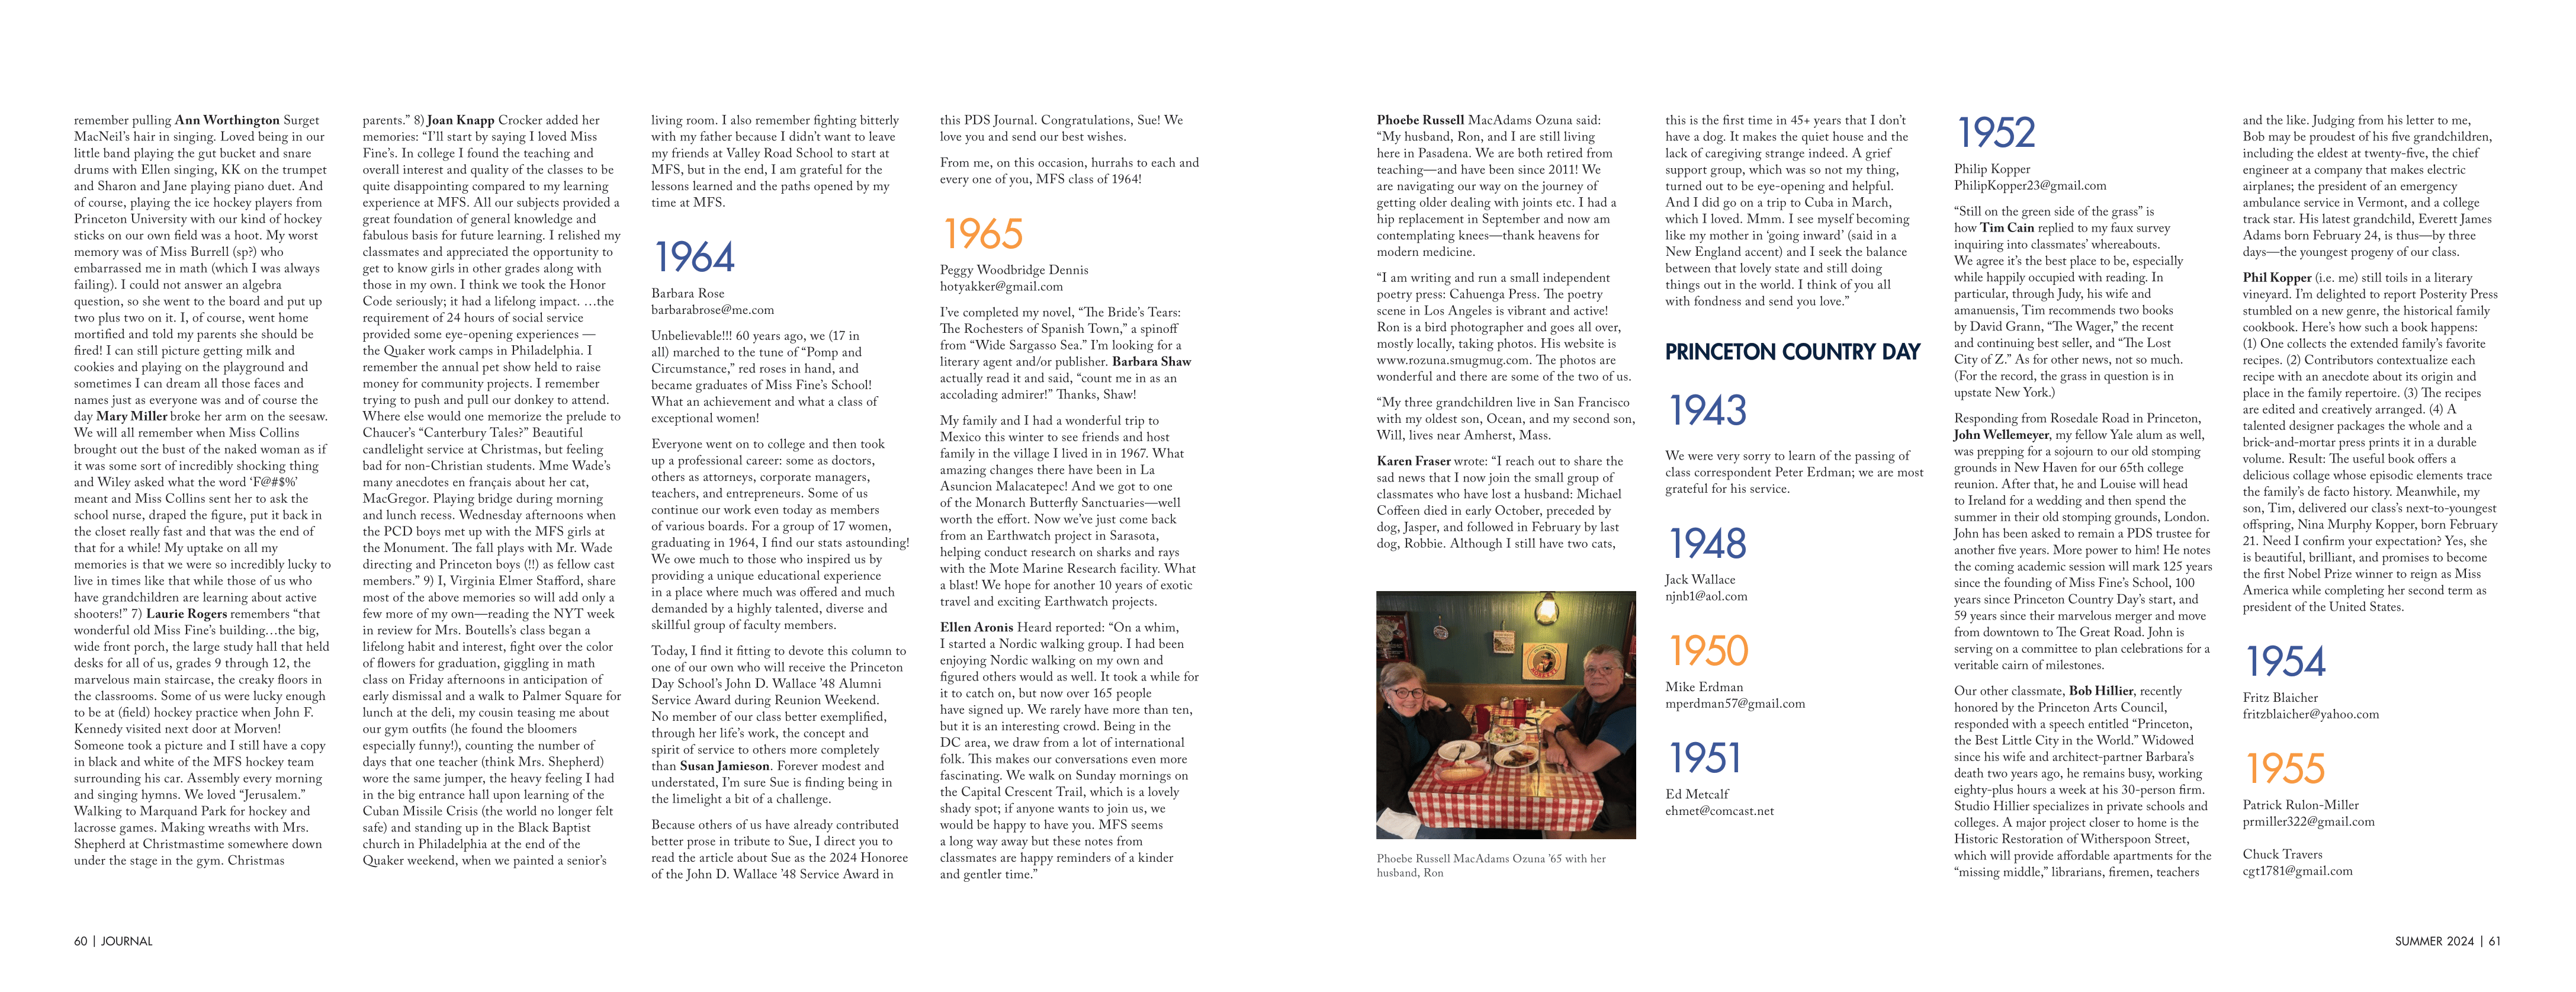 remember pulling Ann Worthington Surget
MacNeil’s hair in singing. Loved being in our
little band playing the gut bucket and snare
drums with Ellen singing, KK on the trumpet
and Sharon and Jane playing piano duet. And
of course, playing the ice hockey players from
Princeton University with our kind of hockey
sticks on our own field was a hoot. My worst
memory was of Miss Burrell (sp?) who
embarrassed me in math (which I was always
failing). I could not answer an algebra
question, so she went to the board and put up
two plus two on it. I, of course, went home
mortified and told my parents she should be
fired! I can still picture getting milk and
cookies and playing on the playground and
sometimes I can dream all those faces and
names just as everyone was and of course the
day Mary Miller broke her arm on the seesaw.
We will all remember when Miss Collins
brought out the bust of the naked woman as if
it was some sort of incredibly shocking thing
and Wiley asked what the word ‘F@#$%’
meant and Miss Collins sent her to ask the
school nurse, draped the figure, put it back in
the closet really fast and that was the end of
that for a while! My uptake on all my
memories is that we were so incredibly lucky to
live in times like that while those of us who
have grandchildren are learning about active
shooters!” 7) Laurie Rogers remembers “that
wonderful old Miss Fine’s building…the big,
wide front porch, the large study hall that held
desks for all of us, grades 9 through 12, the
marvelous main staircase, the creaky floors in
the classrooms. Some of us were lucky enough
to be at (field) hockey practice when John F.
Kennedy visited next door at Morven!
Someone took a picture and I still have a copy
in black and white of the MFS hockey team
surrounding his car. Assembly every morning
and singing hymns. We loved “Jerusalem.”
Walking to Marquand Park for hockey and
lacrosse games. Making wreaths with Mrs.
Shepherd at Christmastime somewhere down
under the stage in the gym. Christmas
parents.” 8) Joan Knapp Crocker added her
memories: “I’ll start by saying I loved Miss
Fine’s. In college I found the teaching and
overall interest and quality of the classes to be
quite disappointing compared to my learning
experience at MFS. All our subjects provided a
great foundation of general knowledge and
fabulous basis for future learning. I relished my
classmates and appreciated the opportunity to
get to know girls in other grades along with
those in my own. I think we took the Honor
Code seriously; it had a lifelong impact. …the
requirement of 24 hours of social service
provided some eye-opening experiences —
the Quaker work camps in Philadelphia. I
remember the annual pet show held to raise
money for community projects. I remember
trying to push and pull our donkey to attend.
Where else would one memorize the prelude to
Chaucer’s “Canterbury Tales?” Beautiful
candlelight service at Christmas, but feeling
bad for non-Christian students. Mme Wade’s
many anecdotes en français about her cat,
MacGregor. Playing bridge during morning
and lunch recess. Wednesday afternoons when
the PCD boys met up with the MFS girls at
the Monument. The fall plays with Mr. Wade
directing and Princeton boys (!!) as fellow cast
members.” 9) I, Virginia Elmer Stafford, share
most of the above memories so will add only a
few more of my own—reading the NYT week
in review for Mrs. Boutells’s class began a
lifelong habit and interest, fight over the color
of flowers for graduation, giggling in math
class on Friday afternoons in anticipation of
early dismissal and a walk to Palmer Square for
lunch at the deli, my cousin teasing me about
our gym outfits (he found the bloomers
especially funny!), counting the number of
days that one teacher (think Mrs. Shepherd)
wore the same jumper, the heavy feeling I had
in the big entrance hall upon learning of the
Cuban Missile Crisis (the world no longer felt
safe) and standing up in the Black Baptist
church in Philadelphia at the end of the
Quaker weekend, when we painted a senior’s
living room. I also remember fighting bitterly
with my father because I didn’t want to leave
my friends at Valley Road School to start at
MFS, but in the end, I am grateful for the
lessons learned and the paths opened by my
time at MFS.
1964
Barbara Rose
barbarabrose@me.com
Unbelievable!!! 60 years ago, we (17 in
all) marched to the tune of “Pomp and
Circumstance,” red roses in hand, and
became graduates of Miss Fine’s School!
What an achievement and what a class of
exceptional women!
Everyone went on to college and then took
up a professional career: some as doctors,
others as attorneys, corporate managers,
teachers, and entrepreneurs. Some of us
continue our work even today as members
of various boards. For a group of 17 women,
graduating in 1964, I find our stats astounding!
We owe much to those who inspired us by
providing a unique educational experience
in a place where much was offered and much
demanded by a highly talented, diverse and
skillful group of faculty members.
Today, I find it fitting to devote this column to
one of our own who will receive the Princeton
Day School’s John D. Wallace ’48 Alumni
Service Award during Reunion Weekend.
No member of our class better exemplified,
through her life’s work, the concept and
spirit of service to others more completely
than Susan Jamieson. Forever modest and
understated, I’m sure Sue is finding being in
the limelight a bit of a challenge.
Because others of us have already contributed
better prose in tribute to Sue, I direct you to
read the article about Sue as the 2024 Honoree
of the John D. Wallace ’48 Service Award in
this PDS Journal. Congratulations, Sue! We
love you and send our best wishes.
From me, on this occasion, hurrahs to each and
every one of you, MFS class of 1964!
1965
Peggy Woodbridge Dennis
hotyakker@gmail.com
I’ve completed my novel, “The Bride’s Tears:
The Rochesters of Spanish Town,” a spinoff
from “Wide Sargasso Sea.” I’m looking for a
literary agent and/or publisher. Barbara Shaw
actually read it and said, “count me in as an
accolading admirer!” Thanks, Shaw!
My family and I had a wonderful trip to
Mexico this winter to see friends and host
family in the village I lived in in 1967. What
amazing changes there have been in La
Asuncion Malacatepec! And we got to one
of the Monarch Butterfly Sanctuaries—well
worth the effort. Now we’ve just come back
from an Earthwatch project in Sarasota,
helping conduct research on sharks and rays
with the Mote Marine Research facility. What
a blast! We hope for another 10 years of exotic
travel and exciting Earthwatch projects.
Ellen Aronis Heard reported: “On a whim,
I started a Nordic walking group. I had been
enjoying Nordic walking on my own and
figured others would as well. It took a while for
it to catch on, but now over 165 people
have signed up. We rarely have more than ten,
but it is an interesting crowd. Being in the
DC area, we draw from a lot of international
folk. This makes our conversations even more
fascinating. We walk on Sunday mornings on
the Capital Crescent Trail, which is a lovely
shady spot; if anyone wants to join us, we
would be happy to have you. MFS seems
a long way away but these notes from
classmates are happy reminders of a kinder
and gentler time.”
60 | JOURNAL
Phoebe Russell MacAdams Ozuna said:
“My husband, Ron, and I are still living
here in Pasadena. We are both retired from
teaching—and have been since 2011! We
are navigating our way on the journey of
getting older dealing with joints etc. I had a
hip replacement in September and now am
contemplating knees—thank heavens for
modern medicine.
“I am writing and run a small independent
poetry press: Cahuenga Press. The poetry
scene in Los Angeles is vibrant and active!
Ron is a bird photographer and goes all over,
mostly locally, taking photos. His website is
www.rozuna.smugmug.com. The photos are
wonderful and there are some of the two of us.
“My three grandchildren live in San Francisco
with my oldest son, Ocean, and my second son,
Will, lives near Amherst, Mass.
Karen Fraser wrote: “I reach out to share the
sad news that I now join the small group of
classmates who have lost a husband: Michael
Coffeen died in early October, preceded by
dog, Jasper, and followed in February by last
dog, Robbie. Although I still have two cats,
Phoebe Russell MacAdams Ozuna ’65 with her
husband, Ron
this is the first time in 45+ years that I don’t
have a dog. It makes the quiet house and the
lack of caregiving strange indeed. A grief
support group, which was so not my thing,
turned out to be eye-opening and helpful.
And I did go on a trip to Cuba in March,
which I loved. Mmm. I see myself becoming
like my mother in ‘going inward’ (said in a
New England accent) and I seek the balance
between that lovely state and still doing
things out in the world. I think of you all
with fondness and send you love.”
PRINCETON COUNTRY DAY
1943
We were very sorry to learn of the passing of
class correspondent Peter Erdman; we are most
grateful for his service.
1948
Jack Wallace
njnb1@aol.com
1950
Mike Erdman
mperdman57@gmail.com
1951
Ed Metcalf
ehmet@comcast.net
1952
Philip Kopper
PhilipKopper23@gmail.com
“Still on the green side of the grass” is
how Tim Cain replied to my faux survey
inquiring into classmates’ whereabouts.
We agree it’s the best place to be, especially
while happily occupied with reading. In
particular, through Judy, his wife and
amanuensis, Tim recommends two books
by David Grann, “The Wager,” the recent
and continuing best seller, and “The Lost
City of Z.” As for other news, not so much.
(For the record, the grass in question is in
upstate New York.)
Responding from Rosedale Road in Princeton,
John Wellemeyer, my fellow Yale alum as well,
was prepping for a sojourn to our old stomping
grounds in New Haven for our 65th college
reunion. After that, he and Louise will head
to Ireland for a wedding and then spend the
summer in their old stomping grounds, London.
John has been asked to remain a PDS trustee for
another five years. More power to him! He notes
the coming academic session will mark 125 years
since the founding of Miss Fine’s School, 100
years since Princeton Country Day’s start, and
59 years since their marvelous merger and move
from downtown to The Great Road. John is
serving on a committee to plan celebrations for a
veritable cairn of milestones.
Our other classmate, Bob Hillier, recently
honored by the Princeton Arts Council,
responded with a speech entitled “Princeton,
the Best Little City in the World.” Widowed
since his wife and architect-partner Barbara’s
death two years ago, he remains busy, working
eighty-plus hours a week at his 30-person firm.
Studio Hillier specializes in private schools and
colleges. A major project closer to home is the
Historic Restoration of Witherspoon Street,
which will provide affordable apartments for the
“missing middle,” librarians, firemen, teachers
and the like. Judging from his letter to me,
Bob may be proudest of his five grandchildren,
including the eldest at twenty-five, the chief
engineer at a company that makes electric
airplanes; the president of an emergency
ambulance service in Vermont, and a college
track star. His latest grandchild, Everett James
Adams born February 24, is thus—by three
days—the youngest progeny of our class.
Phil Kopper (i.e. me) still toils in a literary
vineyard. I’m delighted to report Posterity Press
stumbled on a new genre, the historical family
cookbook. Here’s how such a book happens:
(1) One collects the extended family’s favorite
recipes. (2) Contributors contextualize each
recipe with an anecdote about its origin and
place in the family repertoire. (3) The recipes
are edited and creatively arranged. (4) A
talented designer packages the whole and a
brick-and-mortar press prints it in a durable
volume. Result: The useful book offers a
delicious collage whose episodic elements trace
the family’s de facto history. Meanwhile, my
son, Tim, delivered our class’s next-to-youngest
offspring, Nina Murphy Kopper, born February
21. Need I confirm your expectation? Yes, she
is beautiful, brilliant, and promises to become
the first Nobel Prize winner to reign as Miss
America while completing her second term as
president of the United States.
1954
Fritz Blaicher
fritzblaicher@yahoo.com
1955
Patrick Rulon-Miller
prmiller322@gmail.com
Chuck Travers
cgt1781@gmail.com
SUMMER 2024 | 61